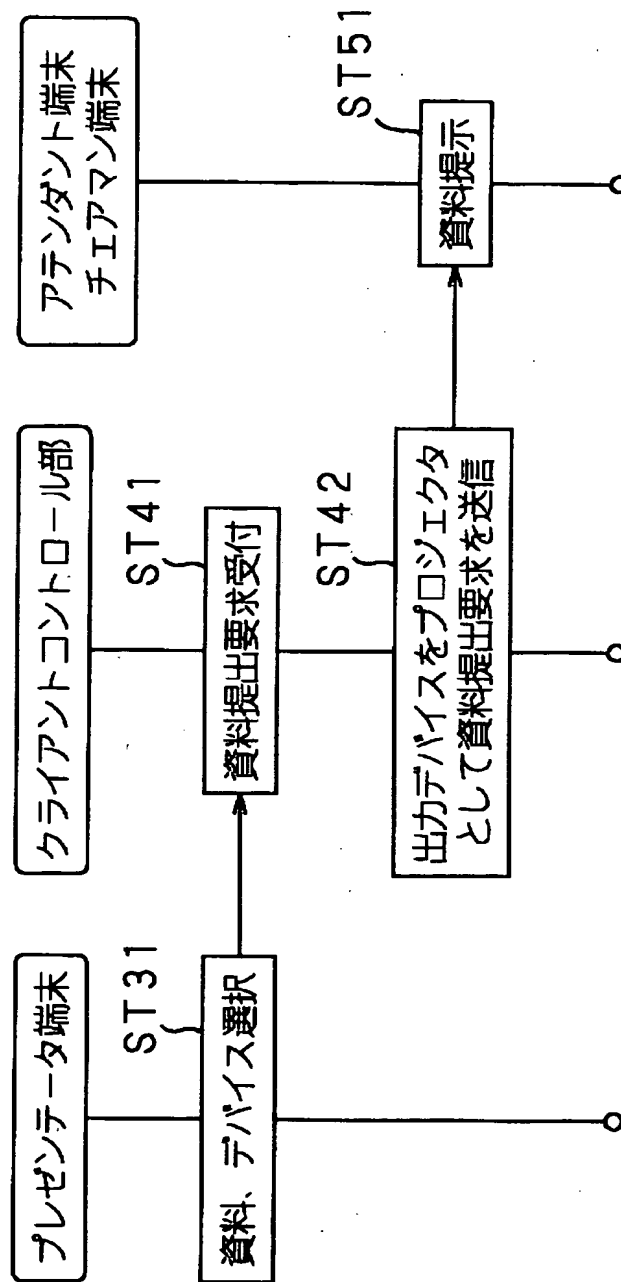 プレゼンテータ端末
クライアントコントロール部
アテンダント端末
チェアマン端末
ST31
資料、デバイス選択
ST41
資料提出要求受付
ST42
出力デバイスをプロジェクタ
として資料提出要求を送信
ST51
資料提示